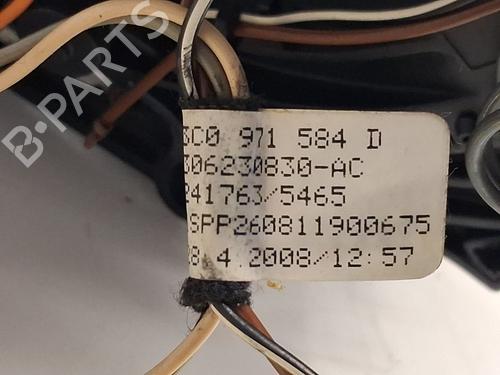 B-PARTS
3C0 971 584 D
306230830-AC
241763/5465
SPP260811900675
8.4.2008/12:57